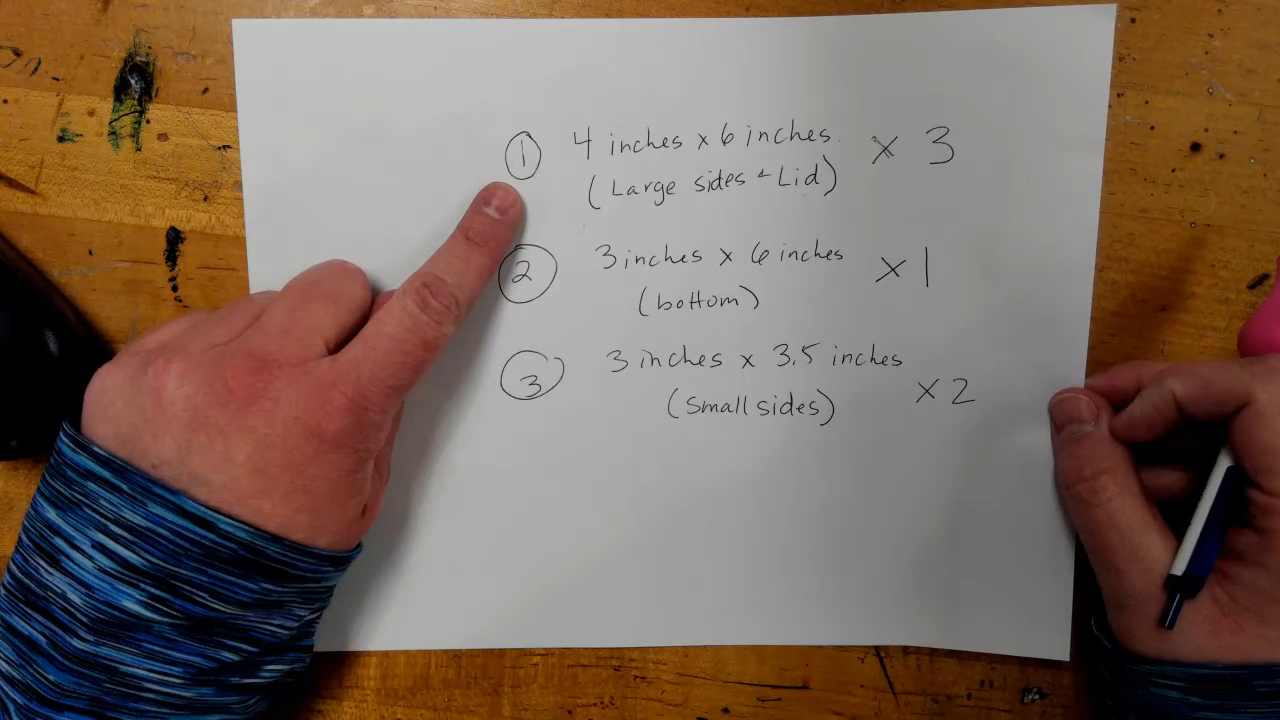 ① 4 inches x 6 inches x 3
(Large sides & Lid)
② 3 inches x 6 inches x 1
(bottom)
③ 3 inches x 3.5 inches
(small sides) x 2